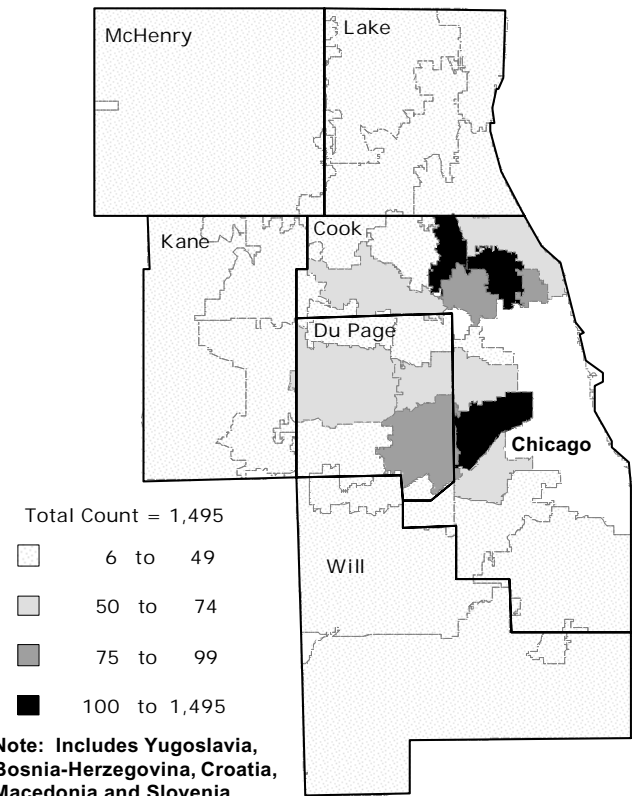 McHenry
Lake
Kane
Cook
Du Page
Chicago
Will
Total Count = 1,495
6 to 49
50 to 74
75 to 99
100 to 1,495
Note: Includes Yugoslavia,
Bosnia-Herzegovina, Croatia,
Macedonia and Slovenia